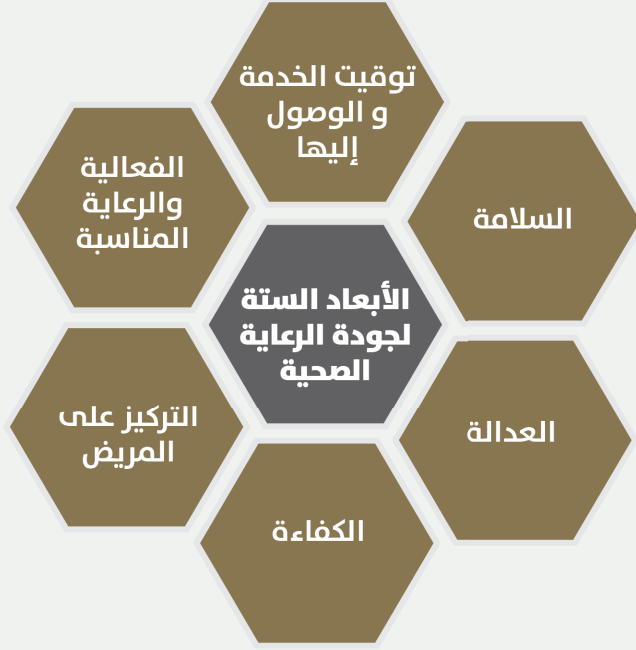 توقيت الخدمة
و الوصول
إليها
السلامة
الفعالية
والرعاية
المناسبة
الأبعاد الستة
لجودة الرعاية
الصحية
العدالة
التركيز على
المريض
الكفاءة